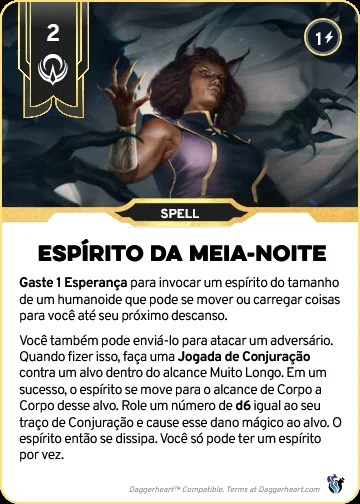 2
1
SPELL
ESPÍRITO DA MEIA-NOITE
Gaste 1 Esperança para invocar um espírito do tamanho
de um humanoide que pode se mover ou carregar coisas
para você até seu próximo descanso.
Você também pode enviá-lo para atacar um adversário.
Quando fizer isso, faça uma Jogada de Conjuração
contra um alvo dentro do alcance Muito Longo. Em um
sucesso, o espírito se move para o alcance de Corpo a
Corpo desse alvo. Role um número de d6 igual ao seu
traço de Conjuração e cause esse dano mágico ao alvo. O
espírito então se dissipa. Você só pode ter um espírito
por vez.
Daggerheart™ Compatible. Terms at Daggerheart.com